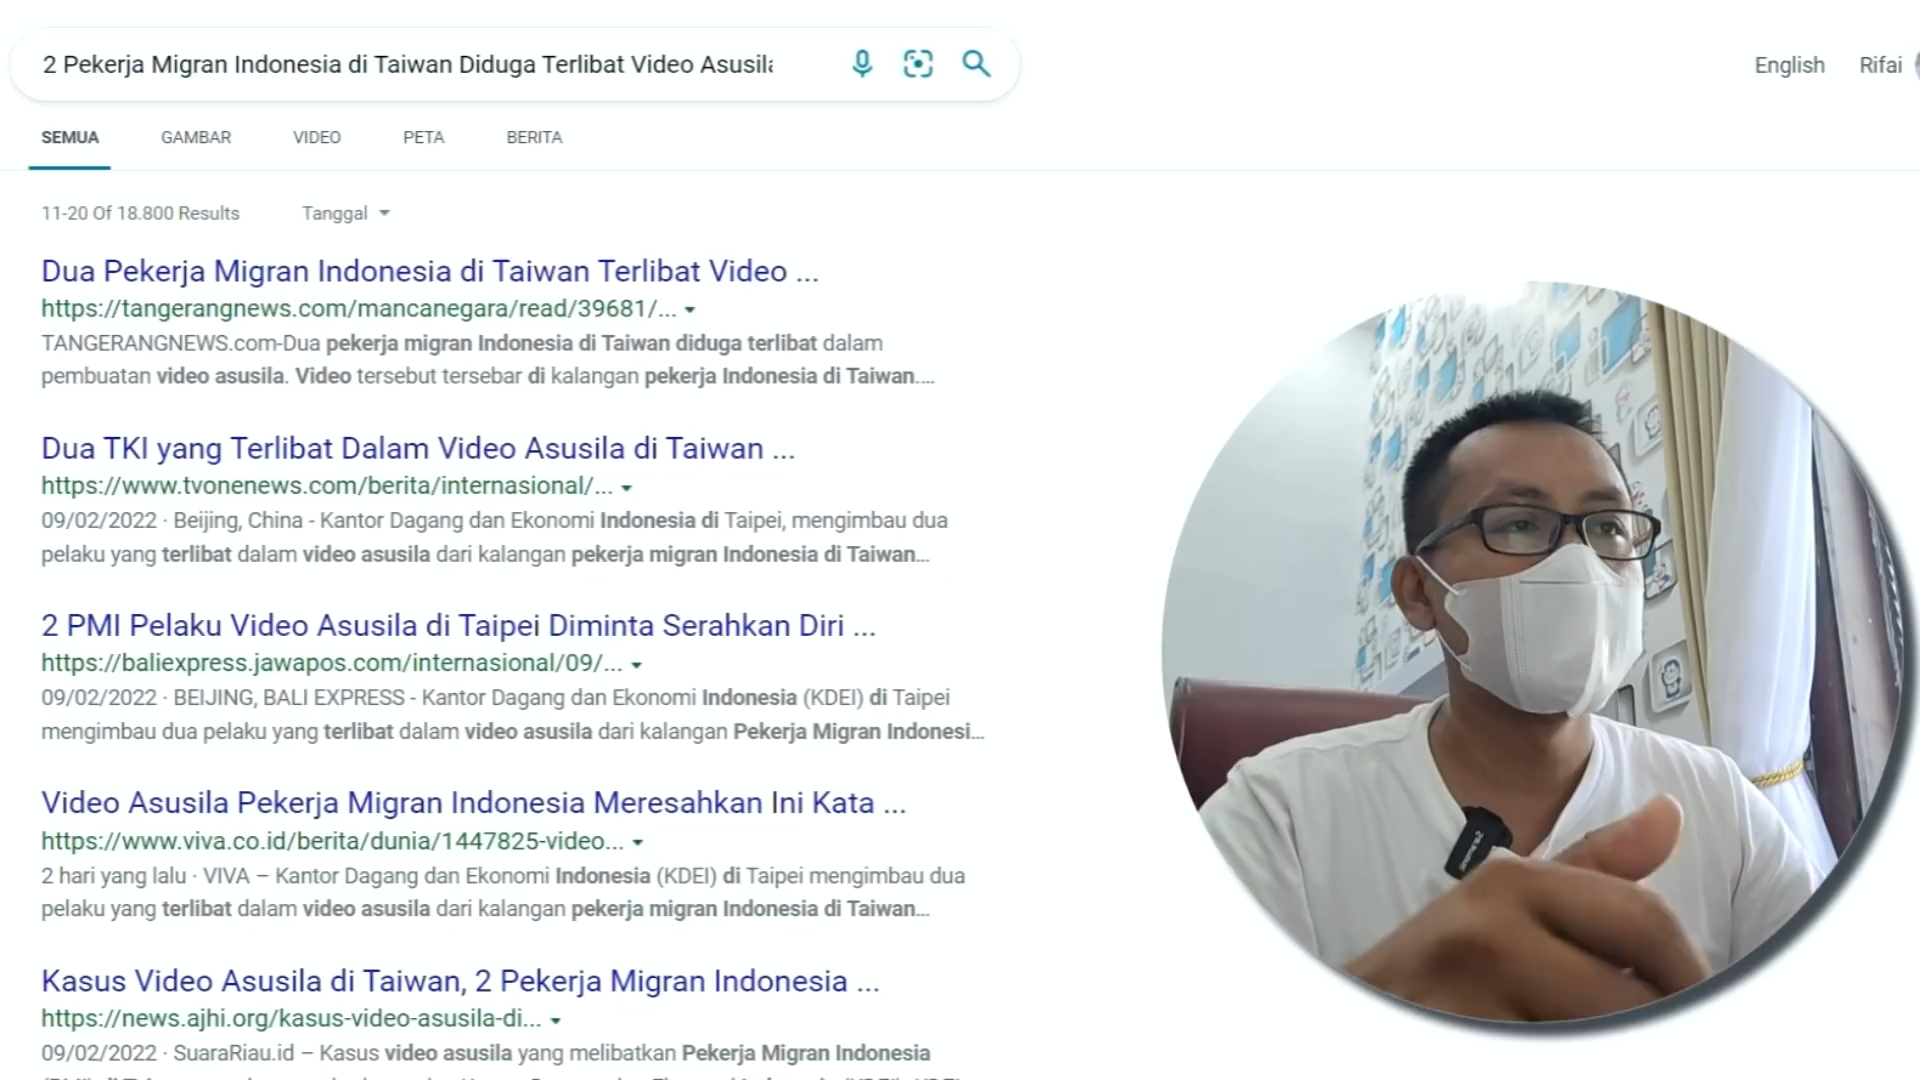 2 Pekerja Migran Indonesia di Taiwan Diduga Terlibat Video Asusila
English
Rifai
SEMUA
GAMBAR
VIDEO
PETA
BERITA
11-20 Of 18.800 Results
Tanggal
Dua Pekerja Migran Indonesia di Taiwan Terlibat Video ...
https://tangerangnews.com/mancanegara/read/39681/...
TANGERANGNEWS.com-Dua pekerja migran Indonesia di Taiwan diduga terlibat dalam
pembuatan video asusila. Video tersebut tersebar di kalangan pekerja Indonesia di Taiwan....
Dua TKI yang Terlibat Dalam Video Asusila di Taiwan ...
https://www.tvonenews.com/berita/internasional/...
09/02/2022 · Beijing, China - Kantor Dagang dan Ekonomi Indonesia di Taipei, mengimbau dua
pelaku yang terlibat dalam video asusila dari kalangan pekerja migran Indonesia di Taiwan...
2 PMI Pelaku Video Asusila di Taipei Diminta Serahkan Diri ...
https://baliexpress.jawapos.com/internasional/09/...
09/02/2022 · BEIJING, BALI EXPRESS - Kantor Dagang dan Ekonomi Indonesia (KDEI) di Taipei
mengimbau dua pelaku yang terlibat dalam video asusila dari kalangan Pekerja Migran Indonesi...
Video Asusila Pekerja Migran Indonesia Meresahkan Ini Kata ...
https://www.viva.co.id/berita/dunia/1447825-video...
2 hari yang lalu · VIVA – Kantor Dagang dan Ekonomi Indonesia (KDEI) di Taipei mengimbau dua
pelaku yang terlibat dalam video asusila dari kalangan pekerja migran Indonesia di Taiwan...
Kasus Video Asusila di Taiwan, 2 Pekerja Migran Indonesia ...
https://news.ajhi.org/kasus-video-asusila-di...
09/02/2022 · SuaraRiau.id – Kasus video asusila yang melibatkan Pekerja Migran Indonesia